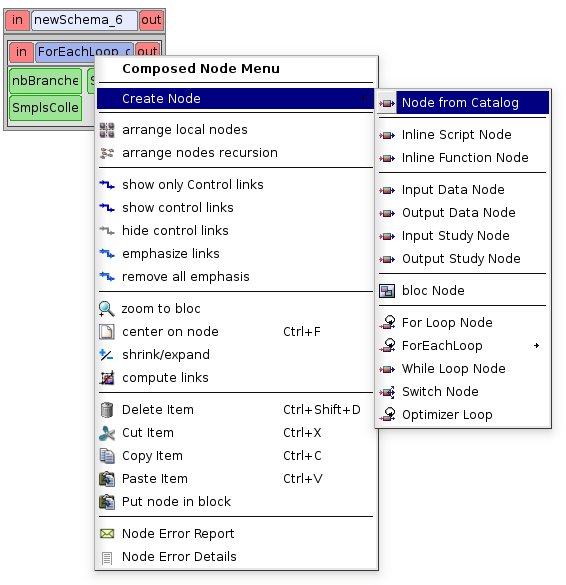 in newSchema_6 out
in ForEachLoop_ out
nbBranche
SmplsColle
Composed Node Menu
Create Node
arrange local nodes
arrange nodes recursion
show only Control links
show control links
hide control links
emphasize links
remove all emphasis
zoom to bloc
center on node Ctrl+F
shrink/expand
compute links
Delete Item Ctrl+Shift+D
Cut Item Ctrl+X
Copy Item Ctrl+C
Paste Item Ctrl+V
Put node in block
Node Error Report
Node Error Details
Node from Catalog
Inline Script Node
Inline Function Node
Input Data Node
Output Data Node
Input Study Node
Output Study Node
bloc Node
For Loop Node
ForEachLoop
While Loop Node
Switch Node
Optimizer Loop